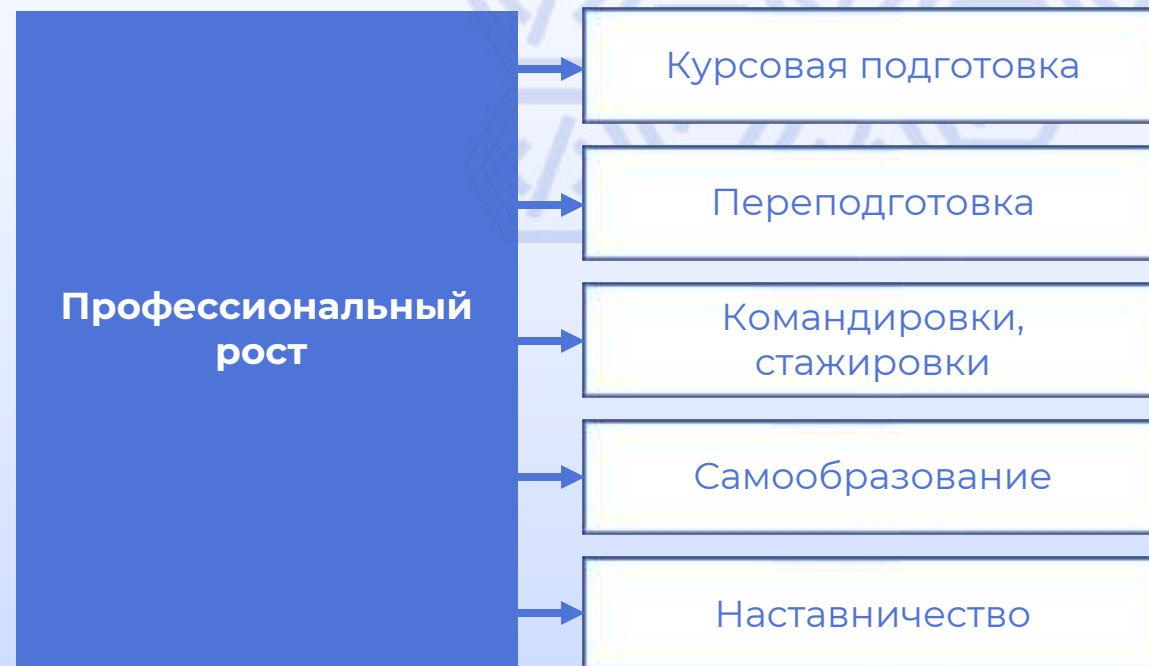 Профессиональный
рост
Курсовая подготовка
Переподготовка
Командировки,
стажировки
Самообразование
Наставничество